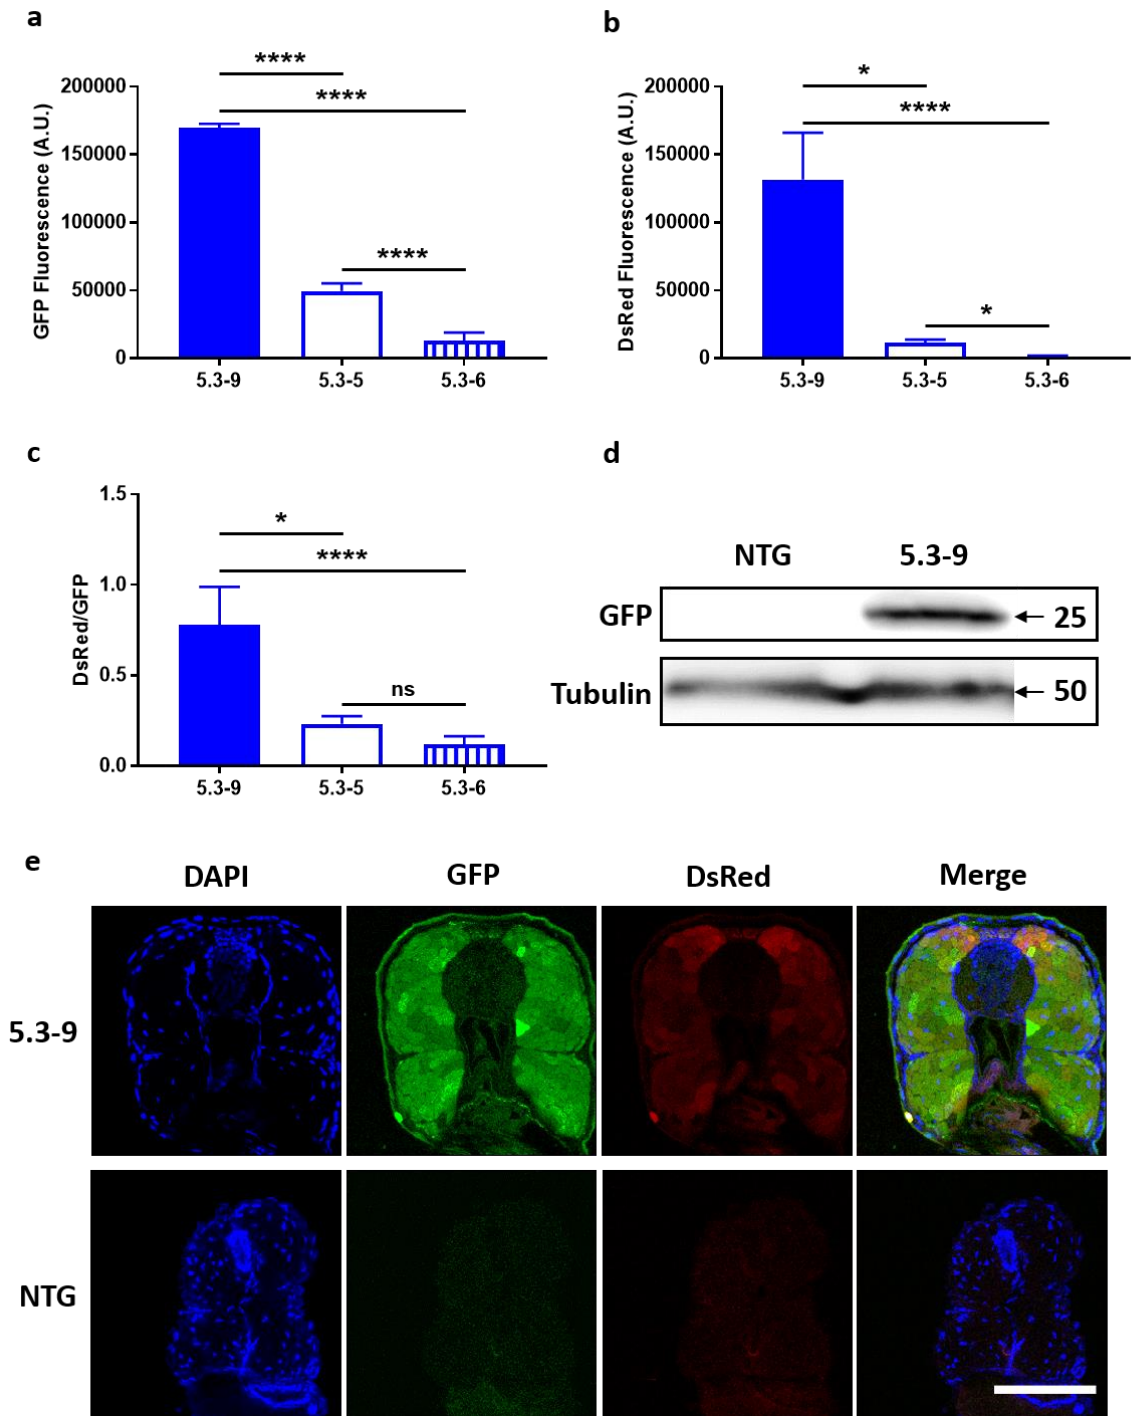 a
****
****
****
GFP Fluorescence (A.U.)
200000
150000
100000
50000
0
5.3-9 5.3-5 5.3-6
b
*
****
*
DsRed Fluorescence (A.U.)
200000
150000
100000
50000
0
5.3-9 5.3-5 5.3-6
c
*
****
ns
DsRed/GFP
1.5
1.0
0.5
0.0
5.3-9 5.3-5 5.3-6
d
NTG 5.3-9
GFP ← 25
Tubulin ← 50
e
DAPI GFP DsRed Merge
5.3-9
NTG